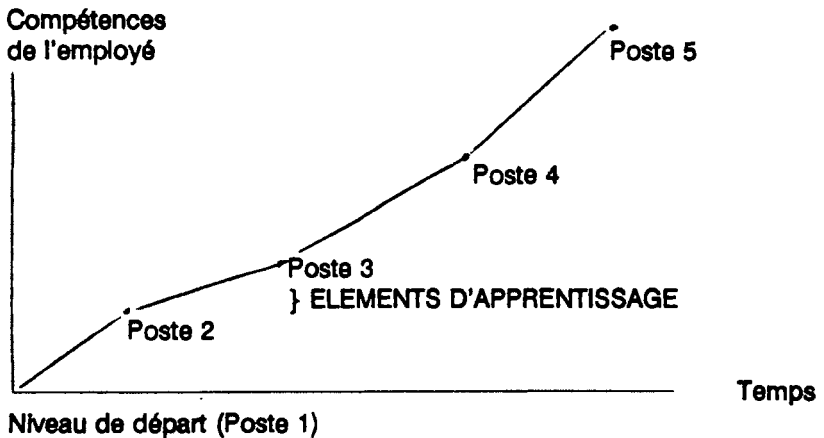 Compétences
de l'employé
Poste 5
Poste 4
Poste 3
} ELEMENTS D'APPRENTISSAGE
Poste 2
Temps
Niveau de départ (Poste 1)